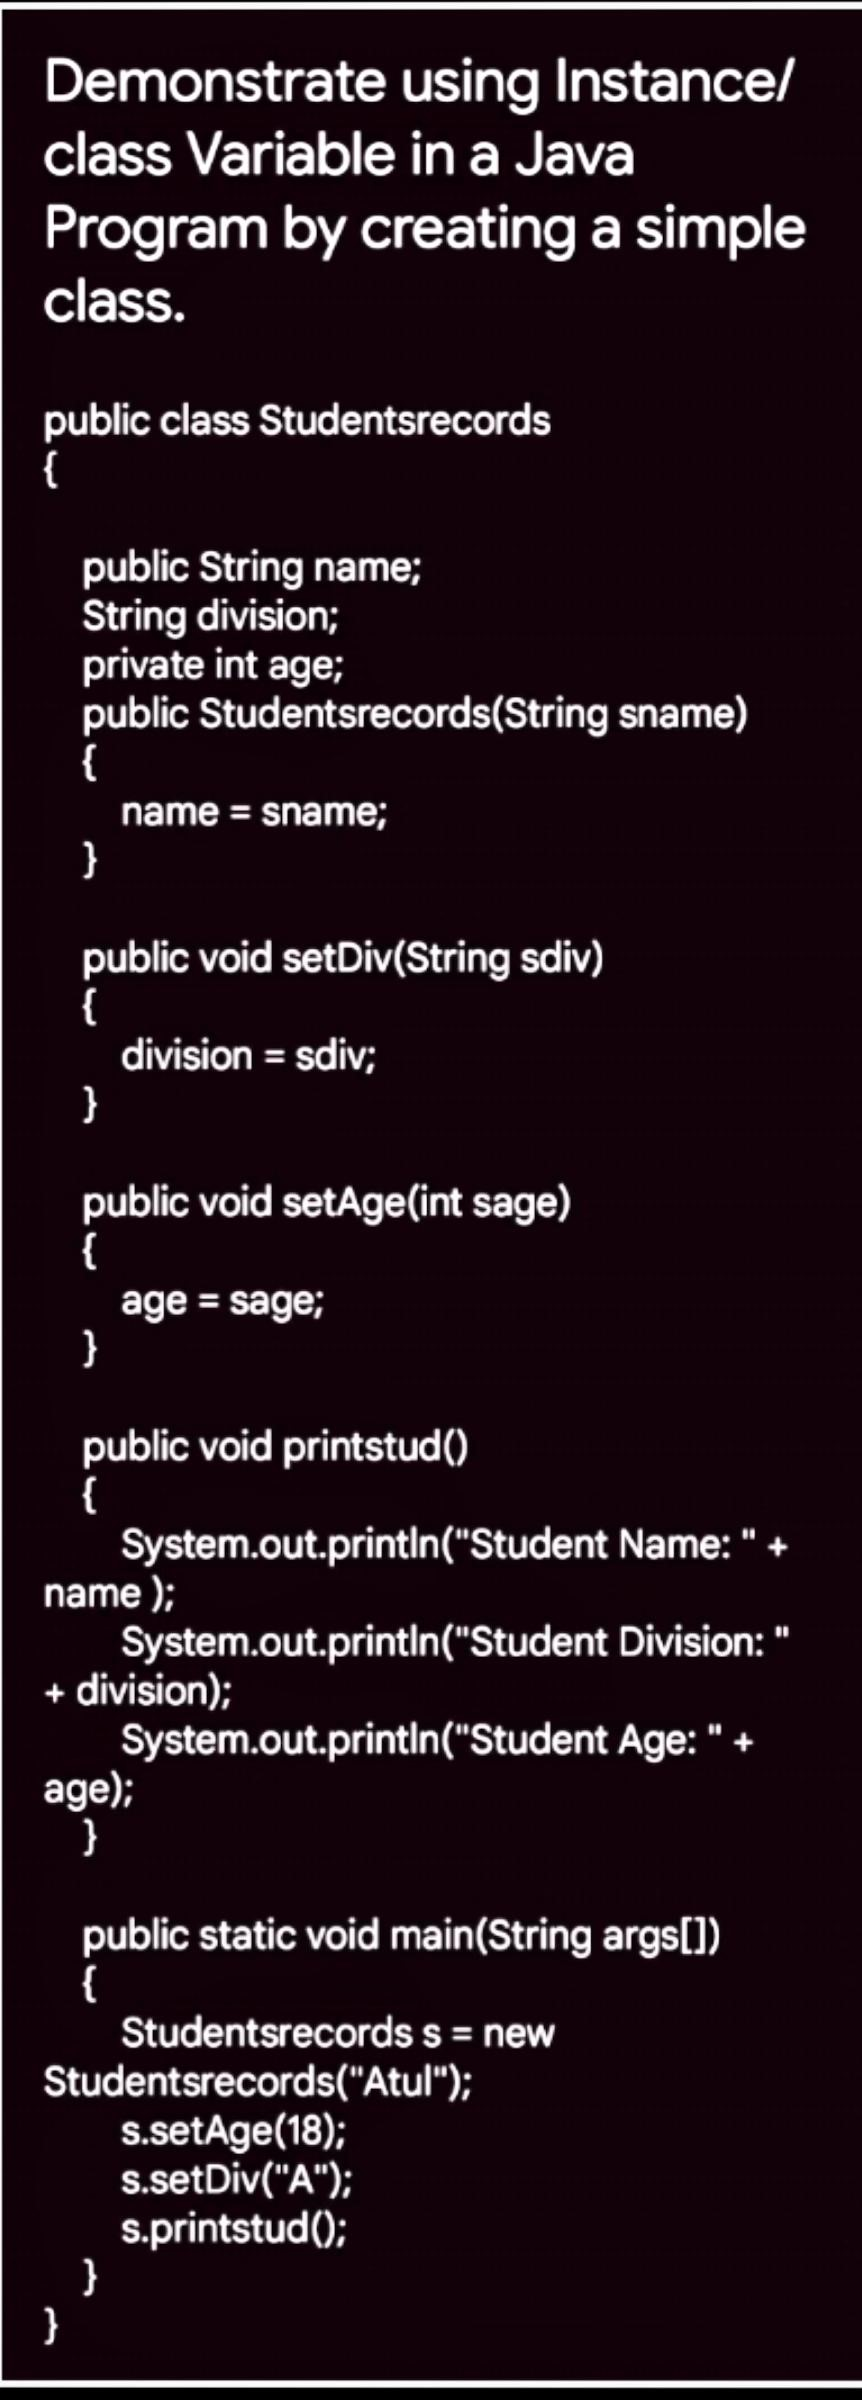 Demonstrate using Instance/
class Variable in a Java
Program by creating a simple
class.
public class Studentsrecords
{
public String name;
String division;
private int age;
public Studentsrecords(String sname)
{
name = sname;
}
public void setDiv(String sdiv)
{
division = sdiv;
}
public void setAge(int sage)
{
age = sage;
}
public void printstud()
{
System.out.println("Student Name: " +
name );
System.out.println("Student Division: "
+ division);
System.out.println("Student Age: " +
age);
}
public static void main(String args[])
{
Studentsrecords s = new
Studentsrecords("Atul");
s.setAge(18);
s.setDiv("A");
s.printstud();
}
}